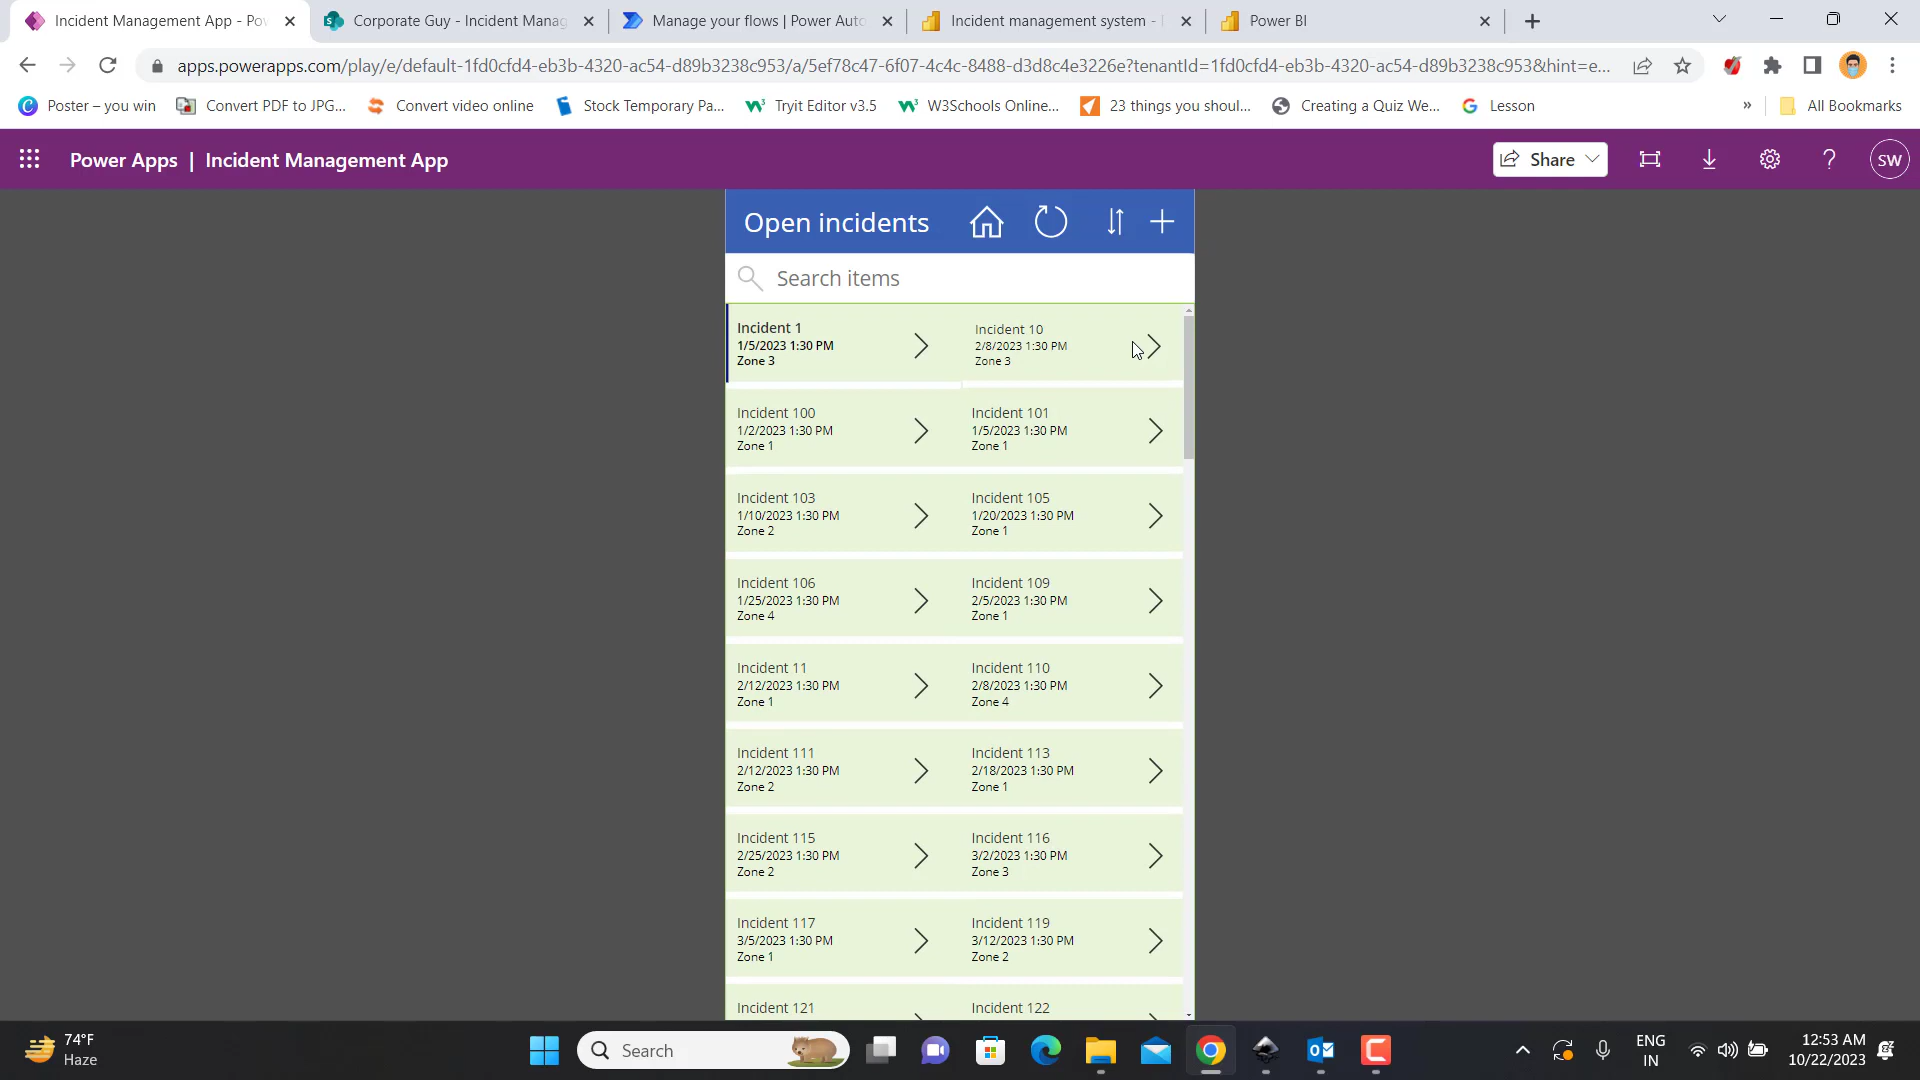 Incident Management App - Po
Corporate Guy - Incident Manag
Manage your flows | Power Auto
Incident management system -
Power BI
apps.powerapps.com/play/e/default-1fd0cfd4-eb3b-4320-ac54-d89b3238c953/a/5ef78c47-6f07-4c4c-8488-d3d8c4e3226e?tenantId=1fd0cfd4-eb3b-4320-ac54-d89b3238c953&hint=e...
Poster – you win
Convert PDF to JPG...
Convert video online
Stock Temporary Pa...
Tryit Editor v3.5
W3Schools Online...
23 things you shoul...
Creating a Quiz We...
Lesson
»
All Bookmarks
Power Apps | Incident Management App
Share
SW
Open incidents
Search items
Incident 1
1/5/2023 1:30 PM
Zone 3
Incident 10
2/8/2023 1:30 PM
Zone 3
Incident 100
1/2/2023 1:30 PM
Zone 1
Incident 101
1/5/2023 1:30 PM
Zone 1
Incident 103
1/10/2023 1:30 PM
Zone 2
Incident 105
1/20/2023 1:30 PM
Zone 1
Incident 106
1/25/2023 1:30 PM
Zone 4
Incident 109
2/5/2023 1:30 PM
Zone 1
Incident 11
2/12/2023 1:30 PM
Zone 1
Incident 110
2/8/2023 1:30 PM
Zone 4
Incident 111
2/12/2023 1:30 PM
Zone 2
Incident 113
2/18/2023 1:30 PM
Zone 1
Incident 115
2/25/2023 1:30 PM
Zone 2
Incident 116
3/2/2023 1:30 PM
Zone 3
Incident 117
3/5/2023 1:30 PM
Zone 1
Incident 119
3/12/2023 1:30 PM
Zone 2
Incident 121
Incident 122
74°F
Haze
Search
ENG
IN
12:53 AM
10/22/2023